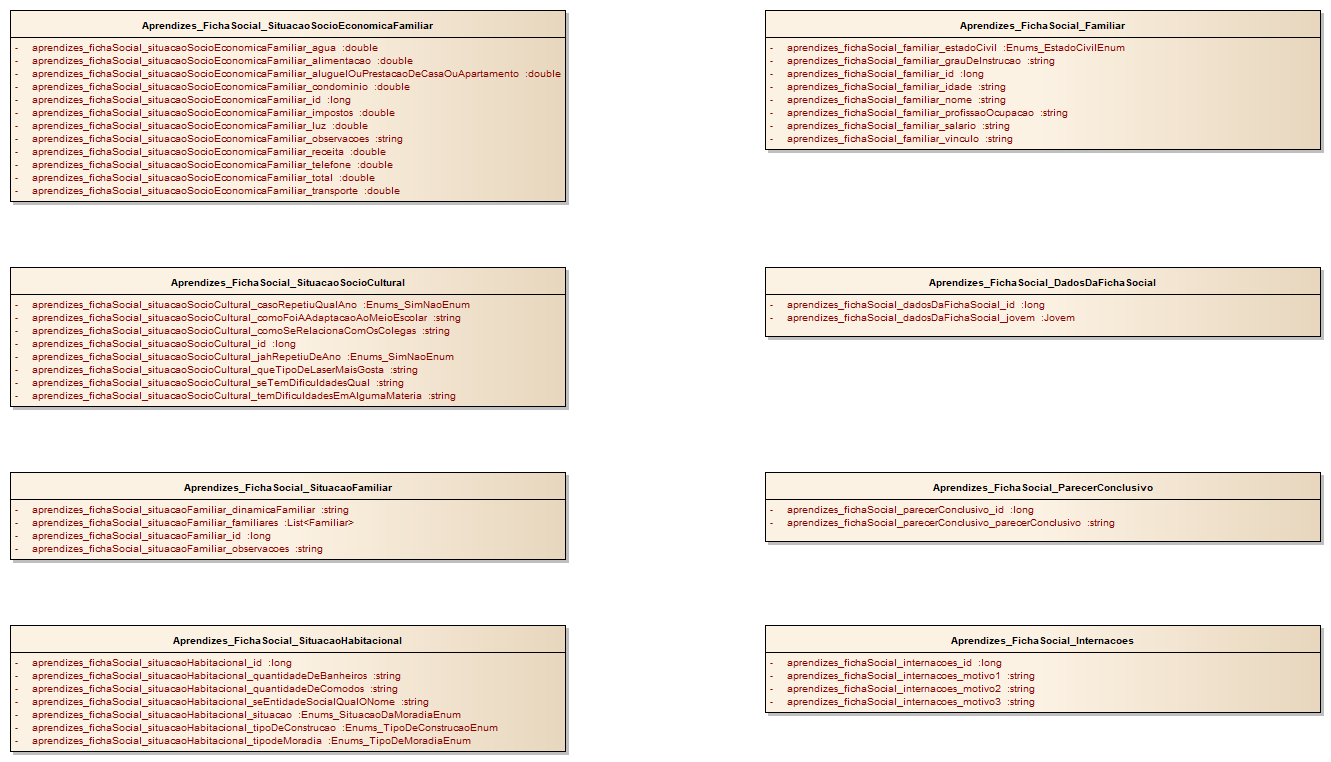 Aprendizes_FichaSocial_SituacaoSocioEconomicaFamiliar
- aprendizes_fichaSocial_situacaoSocioEconomicaFamiliar_agua :double
- aprendizes_fichaSocial_situacaoSocioEconomicaFamiliar_alimentacao :double
- aprendizes_fichaSocial_situacaoSocioEconomicaFamiliar_aluguelOuPrestacaoDeCasaOuApartamento :double
- aprendizes_fichaSocial_situacaoSocioEconomicaFamiliar_condominio :double
- aprendizes_fichaSocial_situacaoSocioEconomicaFamiliar_id :long
- aprendizes_fichaSocial_situacaoSocioEconomicaFamiliar_impostos :double
- aprendizes_fichaSocial_situacaoSocioEconomicaFamiliar_luz :double
- aprendizes_fichaSocial_situacaoSocioEconomicaFamiliar_observacoes :string
- aprendizes_fichaSocial_situacaoSocioEconomicaFamiliar_receita :double
- aprendizes_fichaSocial_situacaoSocioEconomicaFamiliar_telefone :double
- aprendizes_fichaSocial_situacaoSocioEconomicaFamiliar_total :double
- aprendizes_fichaSocial_situacaoSocioEconomicaFamiliar_transporte :double
Aprendizes_FichaSocial_Familiar
- aprendizes_fichaSocial_familiar_estadoCivil :Enums_EstadoCivilEnum
- aprendizes_fichaSocial_familiar_grauDeInstrucao :string
- aprendizes_fichaSocial_familiar_id :long
- aprendizes_fichaSocial_familiar_idade :string
- aprendizes_fichaSocial_familiar_nome :string
- aprendizes_fichaSocial_familiar_profissaoOcupacao :string
- aprendizes_fichaSocial_familiar_salario :string
- aprendizes_fichaSocial_familiar_vinculo :string
Aprendizes_FichaSocial_SituacaoSocioCultural
- aprendizes_fichaSocial_situacaoSocioCultural_casoRepetiuQualAno :Enums_SimNaoEnum
- aprendizes_fichaSocial_situacaoSocioCultural_comoFoiAAdaptacaoAoMeioEscolar :string
- aprendizes_fichaSocial_situacaoSocioCultural_comoSeRelacionaComOsColegas :string
- aprendizes_fichaSocial_situacaoSocioCultural_id :long
- aprendizes_fichaSocial_situacaoSocioCultural_jahRepetiuDeAno :Enums_SimNaoEnum
- aprendizes_fichaSocial_situacaoSocioCultural_queTipoDeLaserMaisGosta :string
- aprendizes_fichaSocial_situacaoSocioCultural_seTemDificuldadesQual :string
- aprendizes_fichaSocial_situacaoSocioCultural_temDificuldadesEmAlgumaMateria :string
Aprendizes_FichaSocial_DadosDaFichaSocial
- aprendizes_fichaSocial_dadosDaFichaSocial_id :long
- aprendizes_fichaSocial_dadosDaFichaSocial_jovem :Jovem
Aprendizes_FichaSocial_SituacaoFamiliar
- aprendizes_fichaSocial_situacaoFamiliar_dinamicaFamiliar :string
- aprendizes_fichaSocial_situacaoFamiliar_familiares :List<Familiar>
- aprendizes_fichaSocial_situacaoFamiliar_id :long
- aprendizes_fichaSocial_situacaoFamiliar_observacoes :string
Aprendizes_FichaSocial_ParecerConclusivo
- aprendizes_fichaSocial_parecerConclusivo_id :long
- aprendizes_fichaSocial_parecerConclusivo_parecerConclusivo :string
Aprendizes_FichaSocial_SituacaoHabitacional
- aprendizes_fichaSocial_situacaoHabitacional_id :long
- aprendizes_fichaSocial_situacaoHabitacional_quantidadeDeBanheiros :string
- aprendizes_fichaSocial_situacaoHabitacional_quantidadeDeComodos :string
- aprendizes_fichaSocial_situacaoHabitacional_seEntidadeSocialQualONome :string
- aprendizes_fichaSocial_situacaoHabitacional_situacao :Enums_SituacaoDaMoradiaEnum
- aprendizes_fichaSocial_situacaoHabitacional_tipoDeConstrucao :Enums_TipoDeConstrucaoEnum
- aprendizes_fichaSocial_situacaoHabitacional_tipodeMoradia :Enums_TipoDeMoradiaEnum
Aprendizes_FichaSocial_Internacoes
- aprendizes_fichaSocial_internacoes_id :long
- aprendizes_fichaSocial_internacoes_motivo1 :string
- aprendizes_fichaSocial_internacoes_motivo2 :string
- aprendizes_fichaSocial_internacoes_motivo3 :string